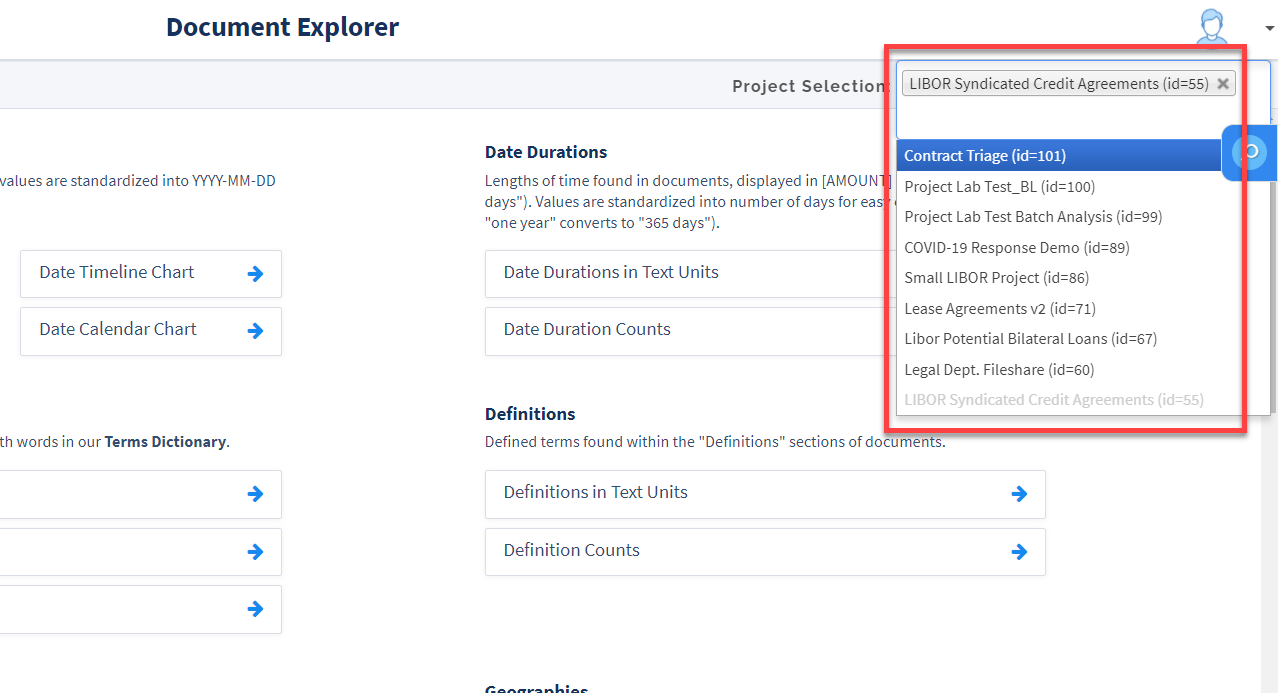 Document Explorer
Project Selection:
LIBOR Syndicated Credit Agreements (id=55)
Contract Triage (id=101)
Project Lab Test_BL (id=100)
Project Lab Test Batch Analysis (id=99)
COVID-19 Response Demo (id=89)
Small LIBOR Project (id=86)
Lease Agreements v2 (id=71)
Libor Potential Bilateral Loans (id=67)
Legal Dept. Fileshare (id=60)
LIBOR Syndicated Credit Agreements (id=55)
values are standardized into YYYY-MM-DD
Date Timeline Chart
Date Calendar Chart
Date Durations
Lengths of time found in documents, displayed in [AMOUNT]
days"). Values are standardized into number of days for easy
"one year" converts to "365 days").
Date Durations in Text Units
Date Duration Counts
th words in our Terms Dictionary.
Definitions
Defined terms found within the "Definitions" sections of documents.
Definitions in Text Units
Definition Counts
Geographies